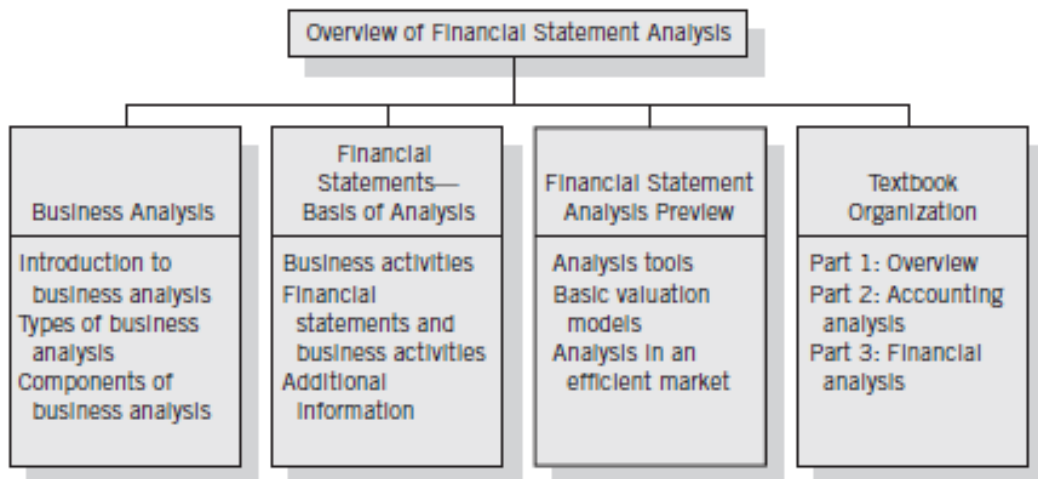 Overview of Financial Statement Analysis
Business Analysis
Introduction to
business analysis
Types of business
analysis
Components of
business analysis
Financial
Statements—
Basis of Analysis
Business activities
Financial
statements and
business activities
Additional
information
Financial Statement
Analysis Preview
Analysis tools
Basic valuation
models
Analysis in an
efficient market
Textbook
Organization
Part 1: Overview
Part 2: Accounting
analysis
Part 3: Financial
analysis